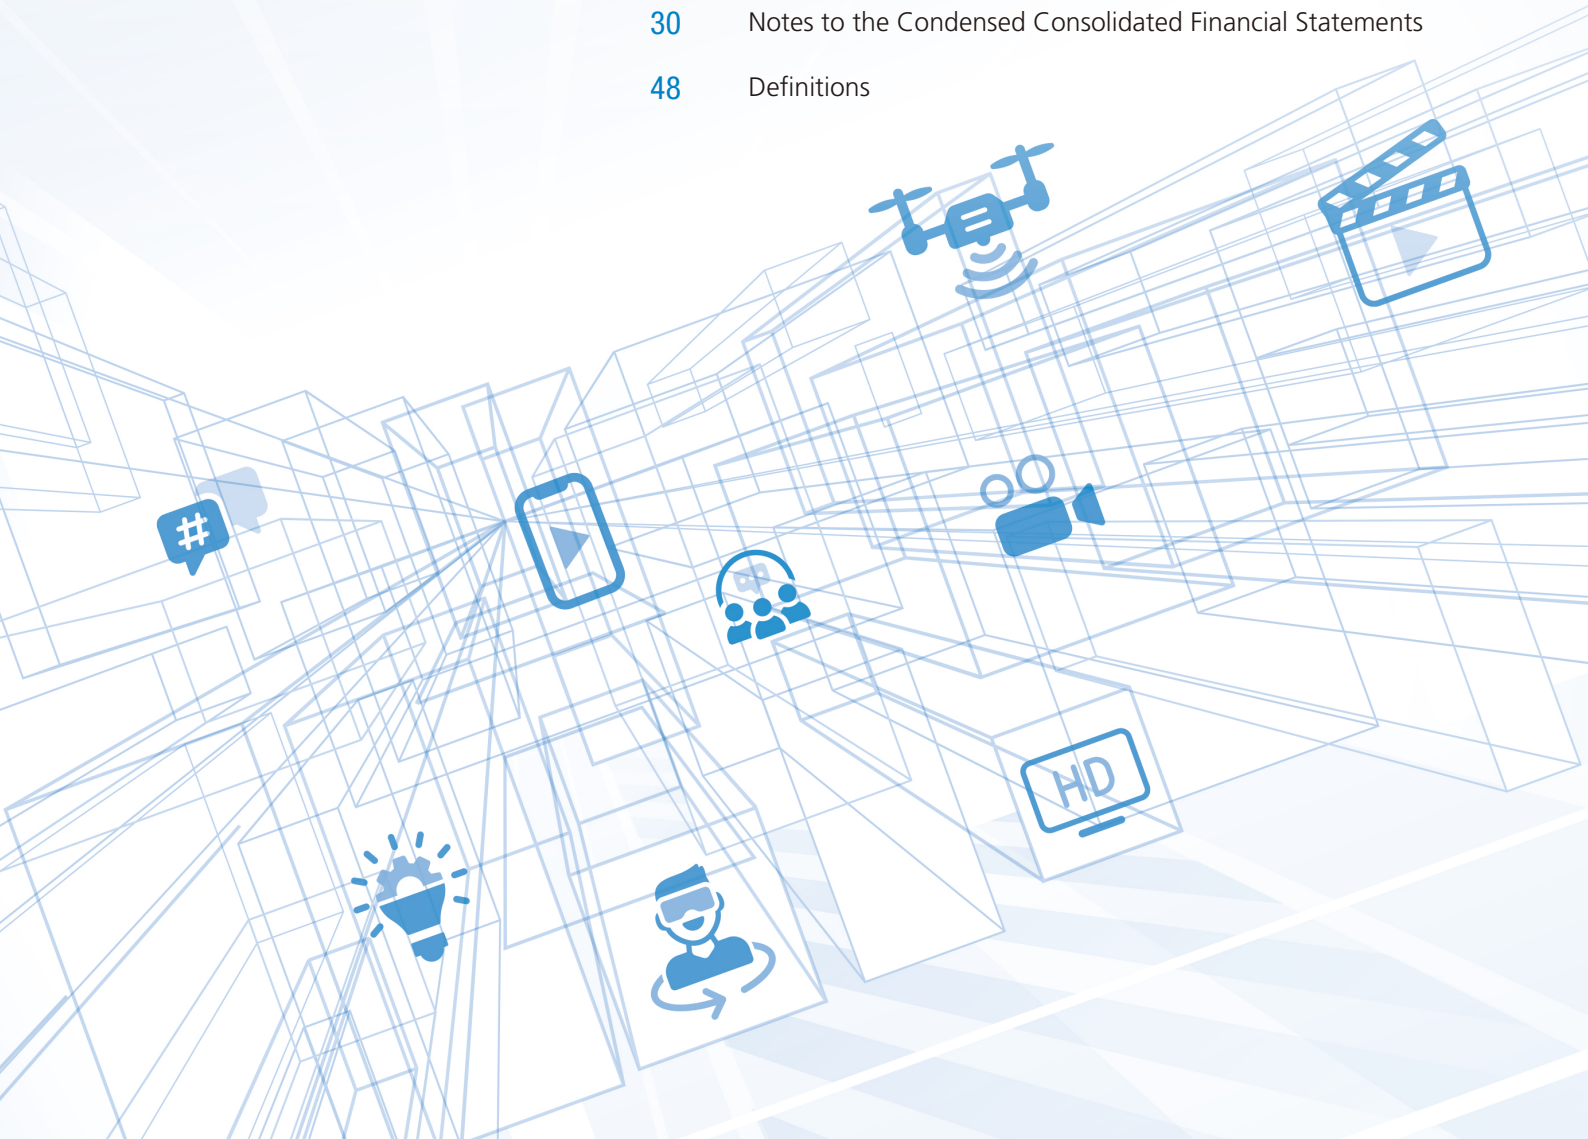 30 Notes to the Condensed Consolidated Financial Statements
48 Definitions
#
HD